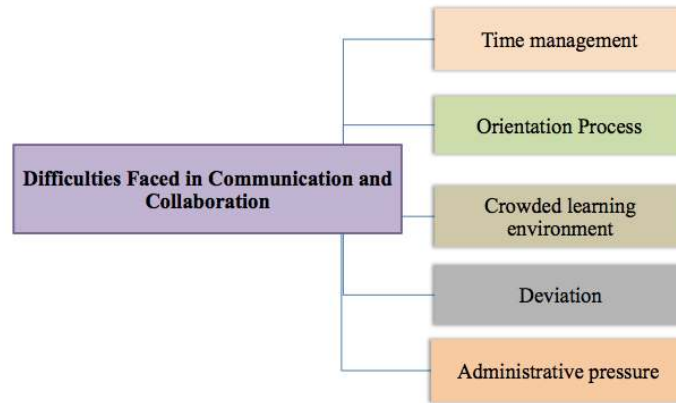 Time management
Orientation Process
Difficulties Faced in Communication and
Collaboration
Crowded learning
environment
Deviation
Administrative pressure